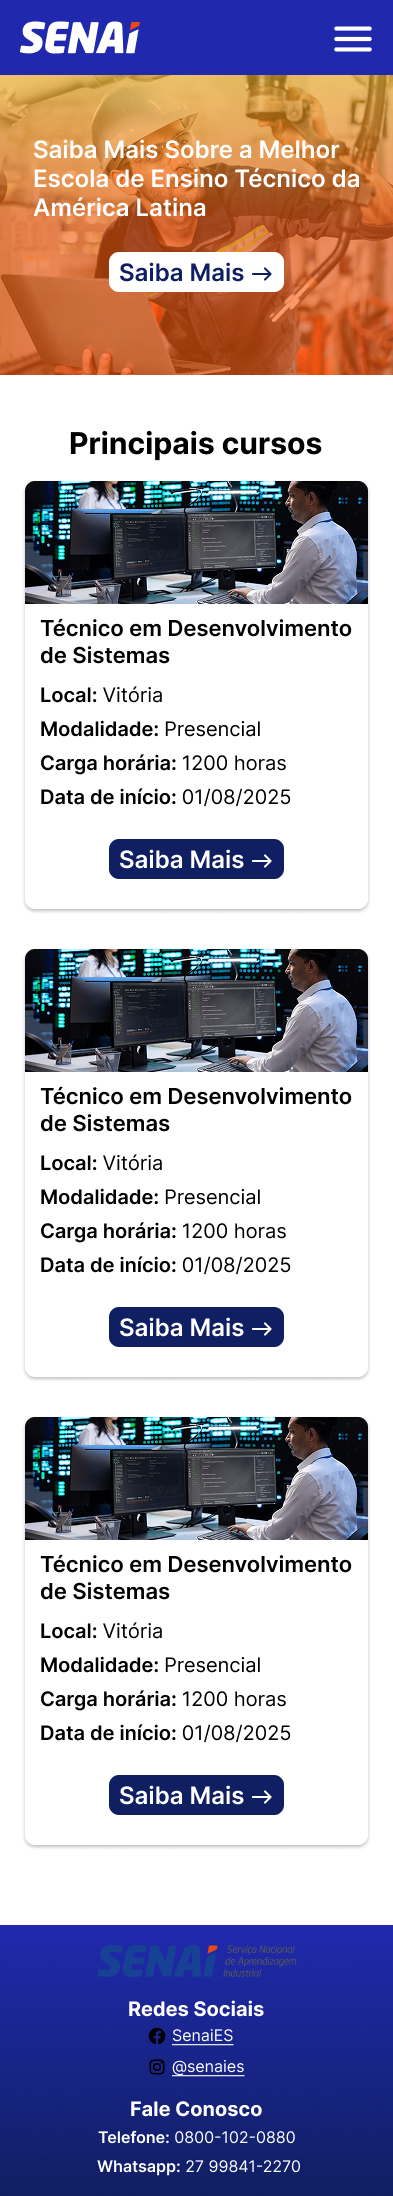 SENAI
Saiba Mais Sobre a Melhor
Escola de Ensino Técnico da
América Latina
Saiba Mais →
Principais cursos
Técnico em Desenvolvimento
de Sistemas
Local: Vitória
Modalidade: Presencial
Carga horária: 1200 horas
Data de início: 01/08/2025
Saiba Mais →
Técnico em Desenvolvimento
de Sistemas
Local: Vitória
Modalidade: Presencial
Carga horária: 1200 horas
Data de início: 01/08/2025
Saiba Mais →
Técnico em Desenvolvimento
de Sistemas
Local: Vitória
Modalidade: Presencial
Carga horária: 1200 horas
Data de início: 01/08/2025
Saiba Mais →
SENAI
Serviço Nacional
de Aprendizagem
Industrial
Redes Sociais
SenaiES
@senaies
Fale Conosco
Telefone: 0800-102-0880
Whatsapp: 27 99841-2270